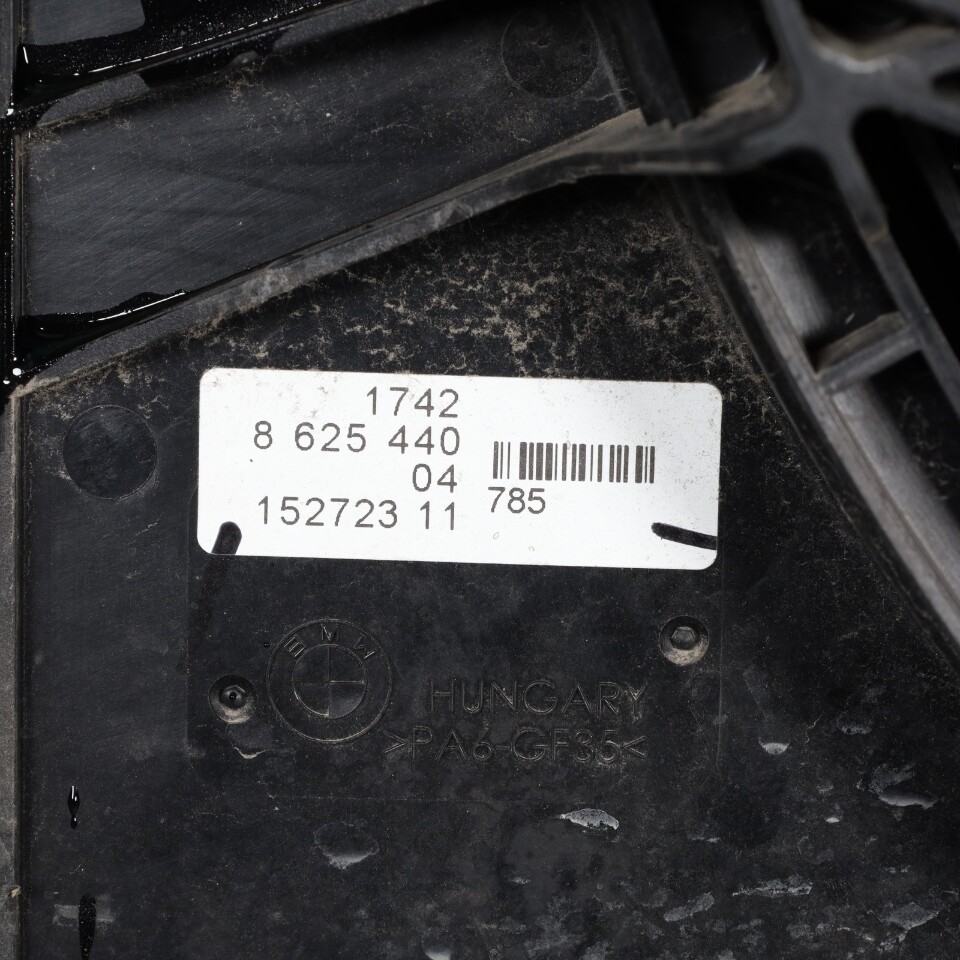 1742
8 625 440
04
152723 11
785
BMW
HUNGARY
>PA6-GF35<